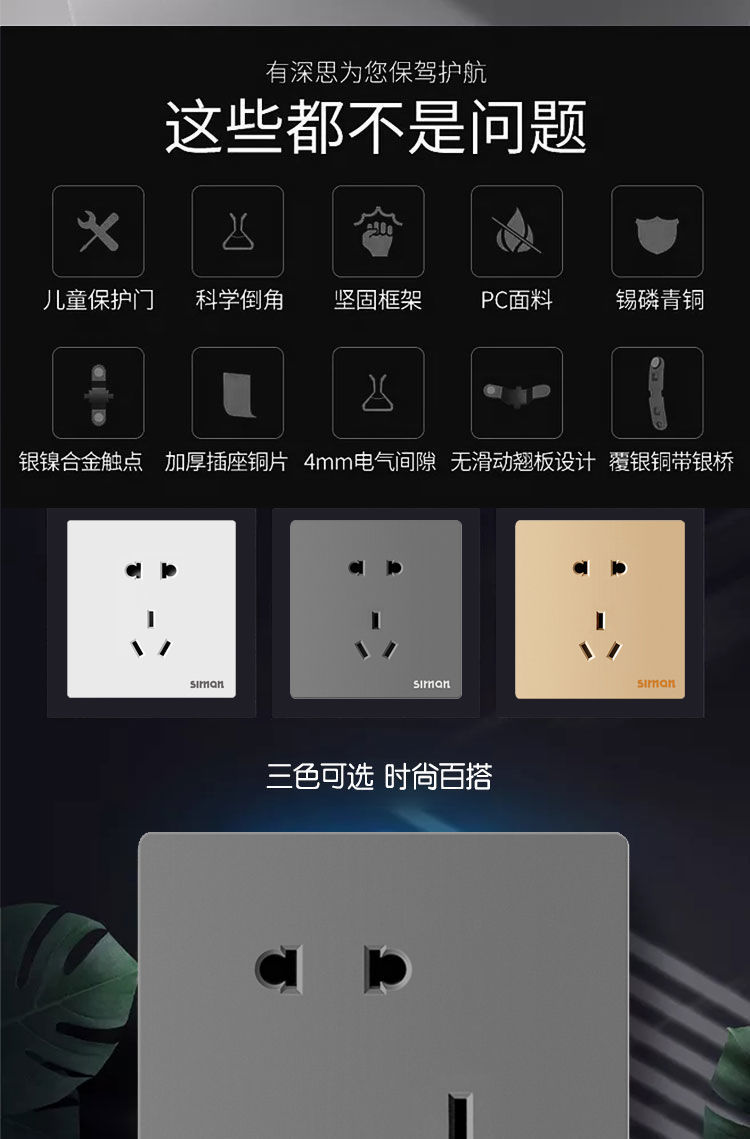 有深思为您保驾护航
这些都不是问题
儿童保护门 科学倒角 坚固框架 PC面料 锡磷青铜
银镍合金触点 加厚插座铜片 4mm电气间隙 无滑动翘板设计 覆银铜带银桥
simon simon simon
三色可选 时尚百搭